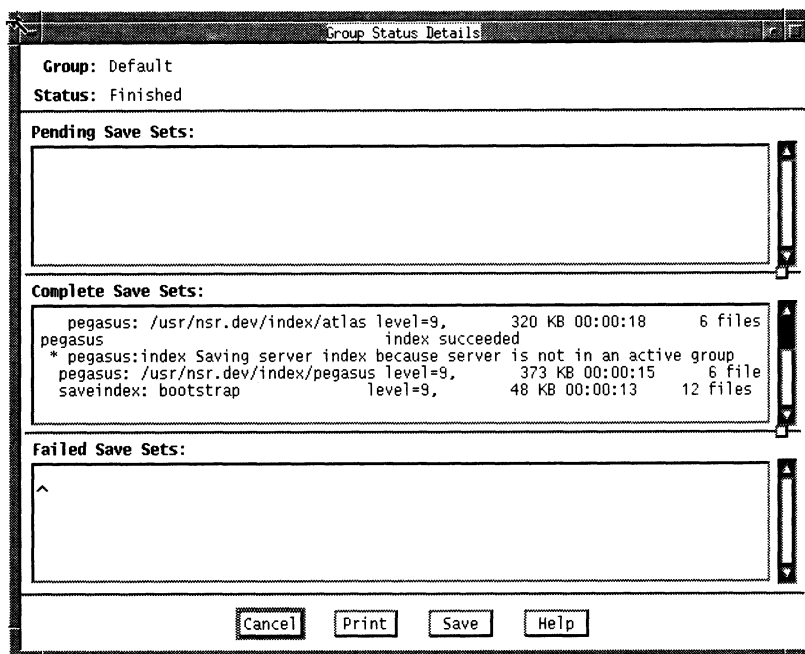 Group Status Details
Group: Default
Status: Finished
Pending Save Sets:
Complete Save Sets:
pegasus: /usr/nsr.dev/index/atlas level=9, 320 KB 00:00:18 6 files
pegasus index succeeded
* pegasus:index Saving server index because server is not in an active group
pegasus: /usr/nsr.dev/index/pegasus level=9, 373 KB 00:00:15 6 file
saveindex: bootstrap level=9, 48 KB 00:00:13 12 files
Failed Save Sets:
^
Cancel Print Save Help